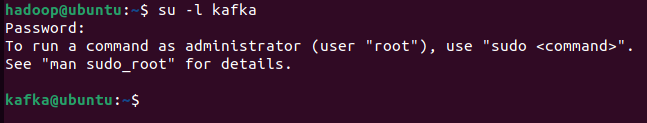 hadoop@ubuntu:~$ su -l kafka
Password:
To run a command as administrator (user "root"), use "sudo <command>".
See "man sudo_root" for details.

kafka@ubuntu:~$